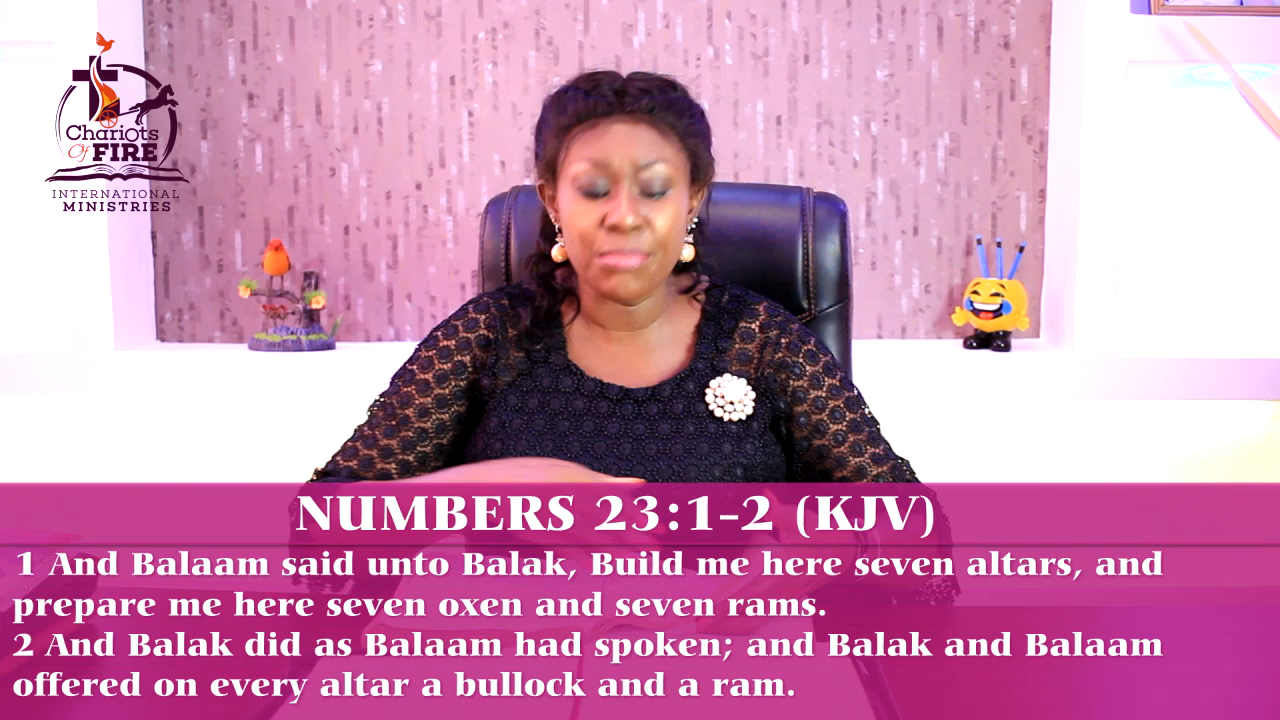 Chariots
Of FIRE
INTERNATIONAL
MINISTRIES
NUMBERS 23:1-2 (KJV)
1 And Balaam said unto Balak, Build me here seven altars, and
prepare me here seven oxen and seven rams.
2 And Balak did as Balaam had spoken; and Balak and Balaam
offered on every altar a bullock and a ram.